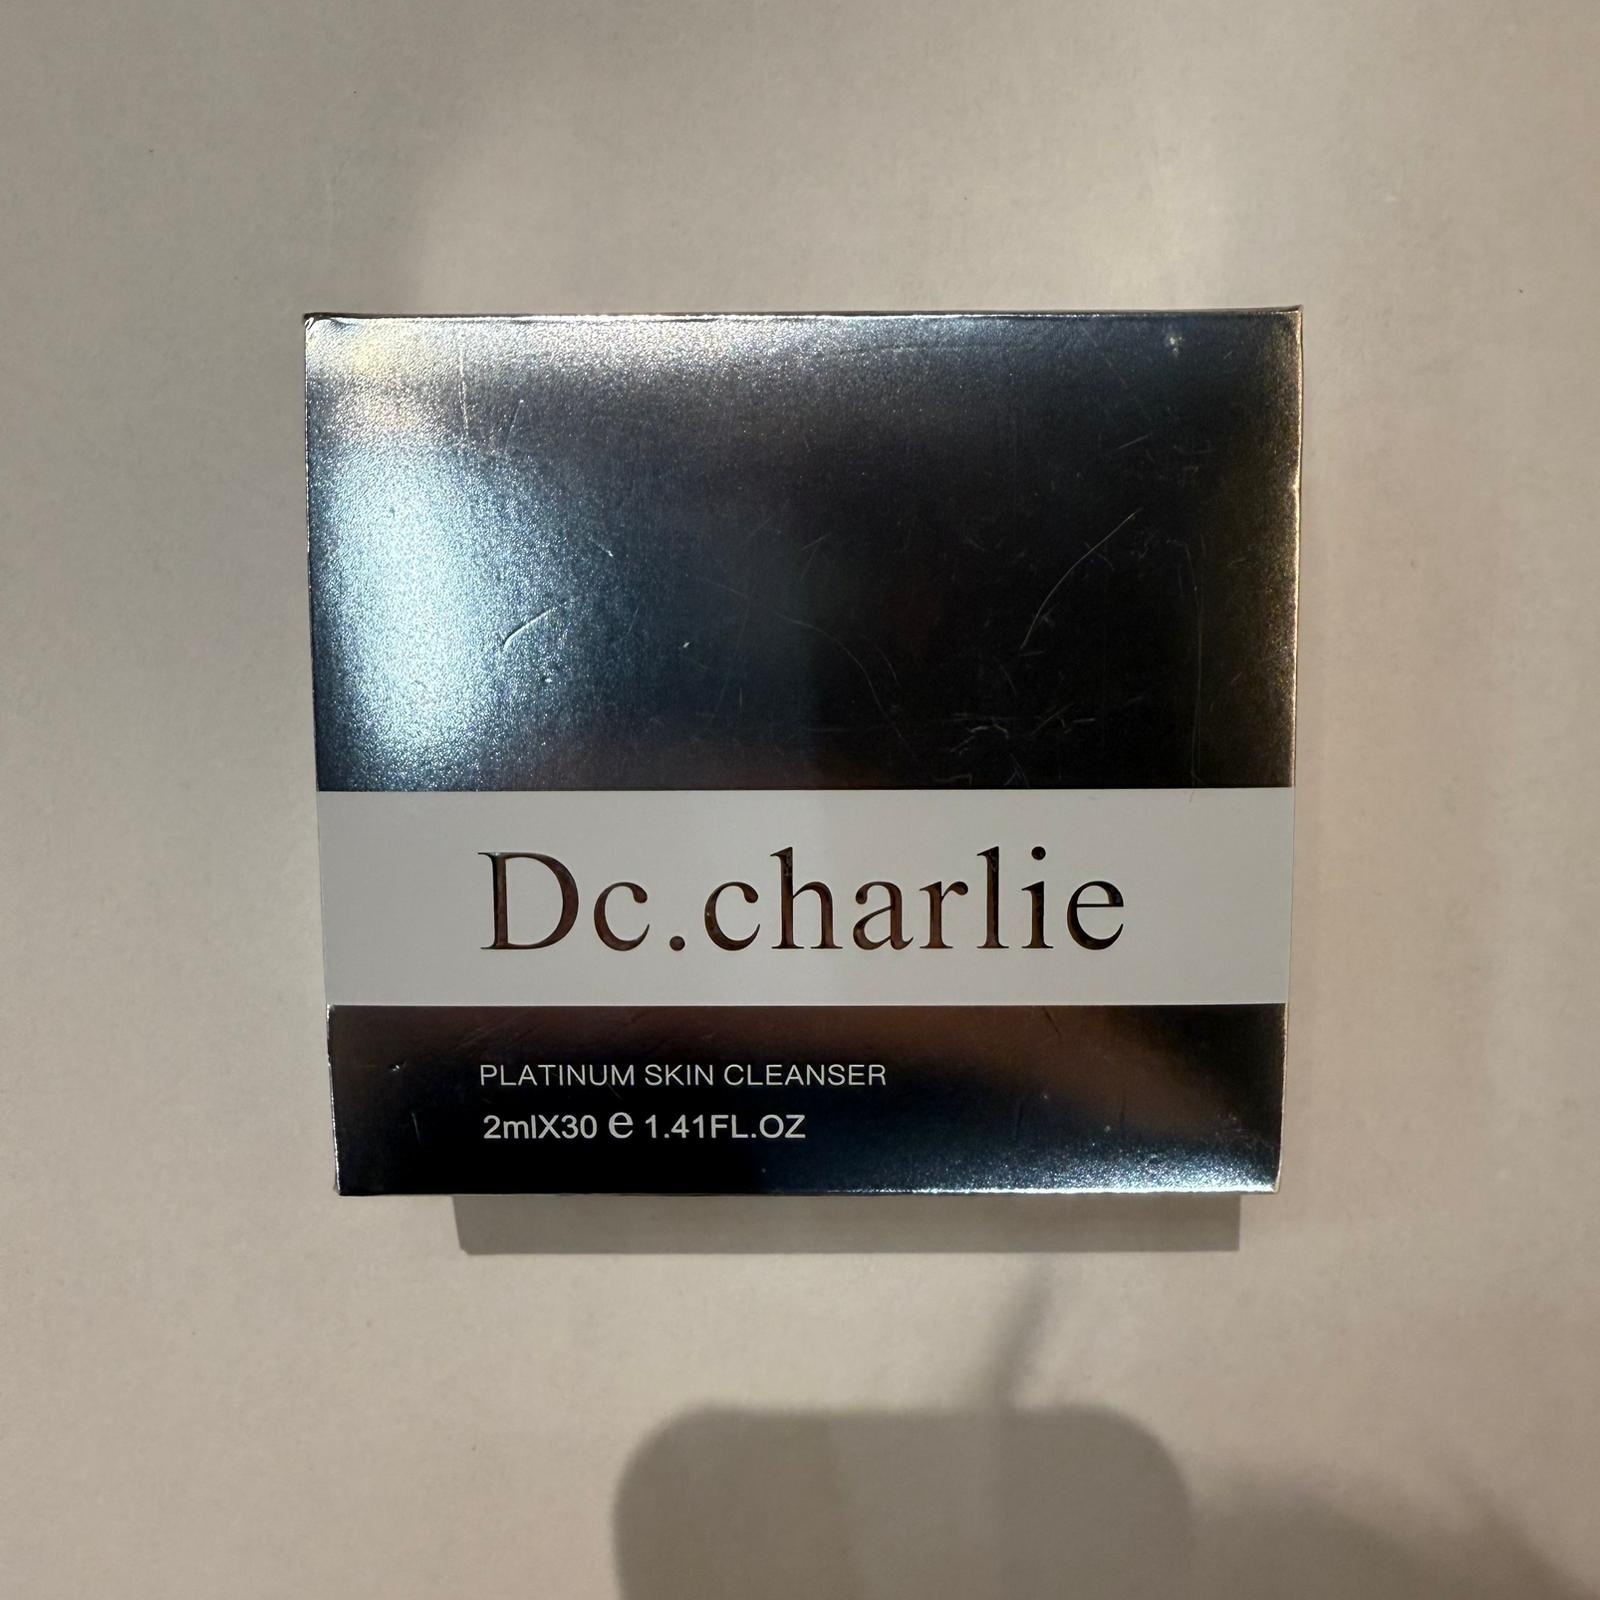 Dc.charlie
PLATINUM SKIN CLEANSER
2mlX30 e 1.41FL.OZ